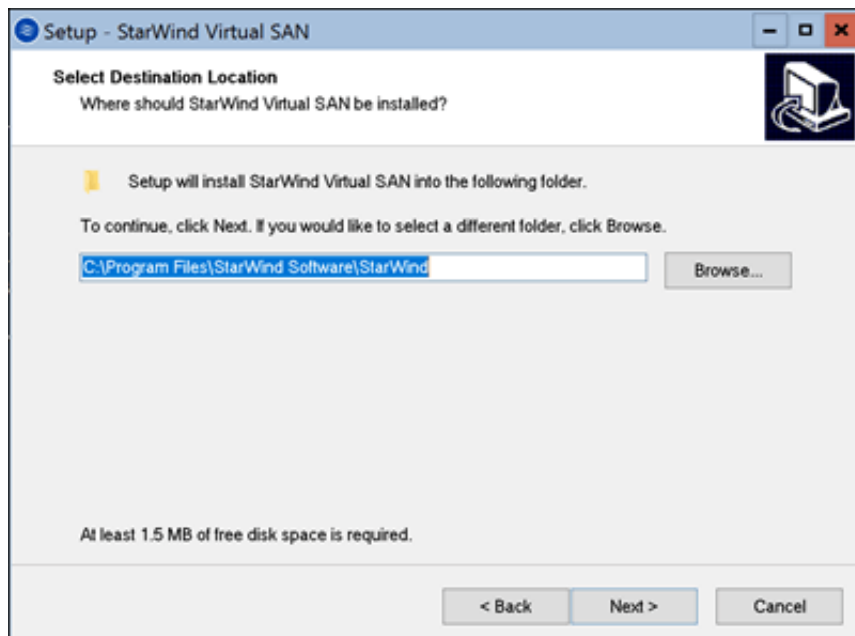 Setup - StarWind Virtual SAN
Select Destination Location
Where should StarWind Virtual SAN be installed?
Setup will install StarWind Virtual SAN into the following folder.
To continue, click Next. If you would like to select a different folder, click Browse.
C:\Program Files\StarWind Software\StarWind
Browse...
At least 1.5 MB of free disk space is required.
< Back
Next >
Cancel